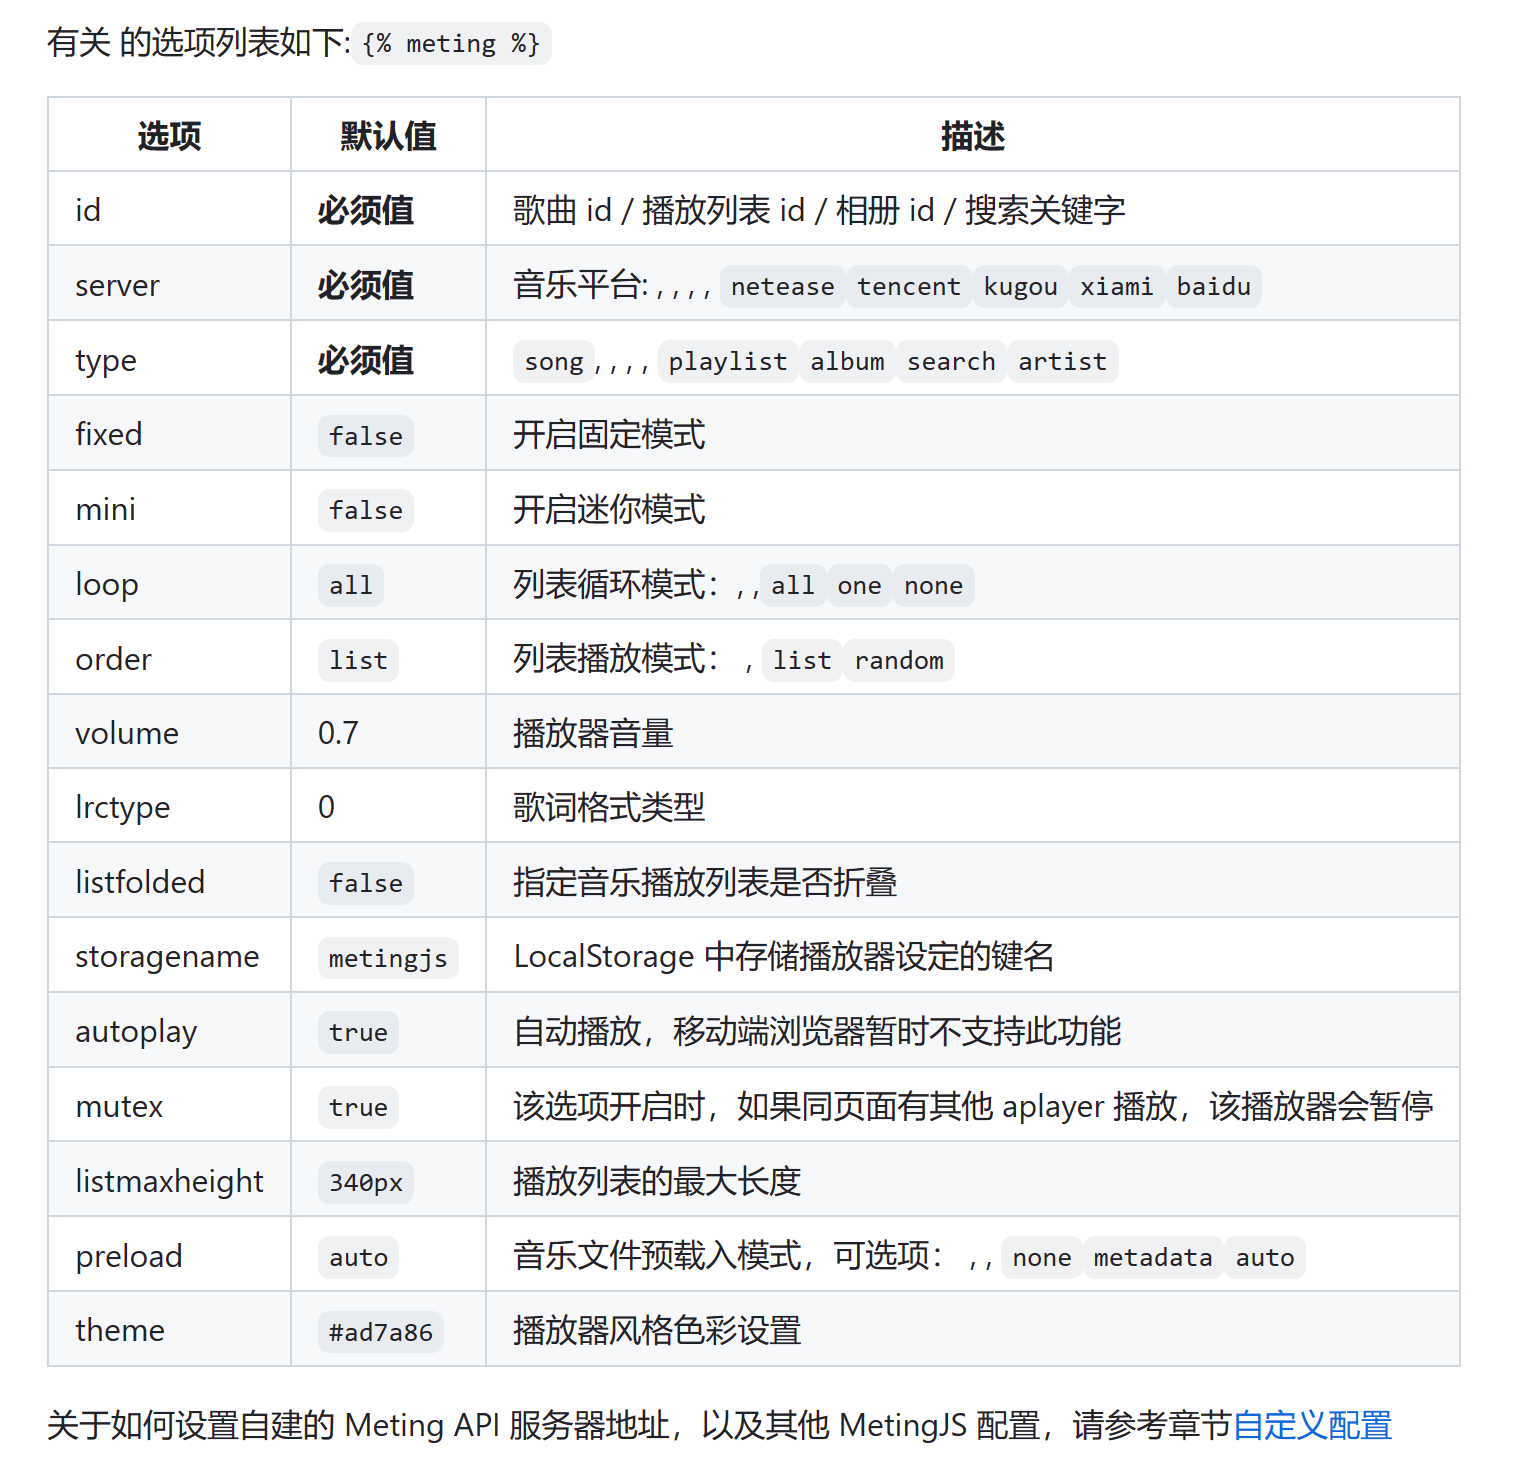 有关 的选项列表如下:{% meting %}
选项 默认值 描述
id 必须值 歌曲 id / 播放列表 id / 相册 id / 搜索关键字
server 必须值 音乐平台: , , , , netease tencent kugou xiami baidu
type 必须值 song, , , , playlist album search artist
fixed false 开启固定模式
mini false 开启迷你模式
loop all 列表循环模式：, ,all one none
order list 列表播放模式： , list random
volume 0.7 播放器音量
lrctype 0 歌词格式类型
listfolded false 指定音乐播放列表是否折叠
storagename metingjs LocalStorage 中存储播放器设定的键名
autoplay true 自动播放，移动端浏览器暂时不支持此功能
mutex true 该选项开启时，如果同页面有其他 aplayer 播放，该播放器会暂停
listmaxheight 340px 播放列表的最大长度
preload auto 音乐文件预载入模式，可选项： , , none metadata auto
theme #ad7a86 播放器风格色彩设置
关于如何设置自建的 Meting API 服务器地址，以及其他 MetingJS 配置，请参考章节自定义配置